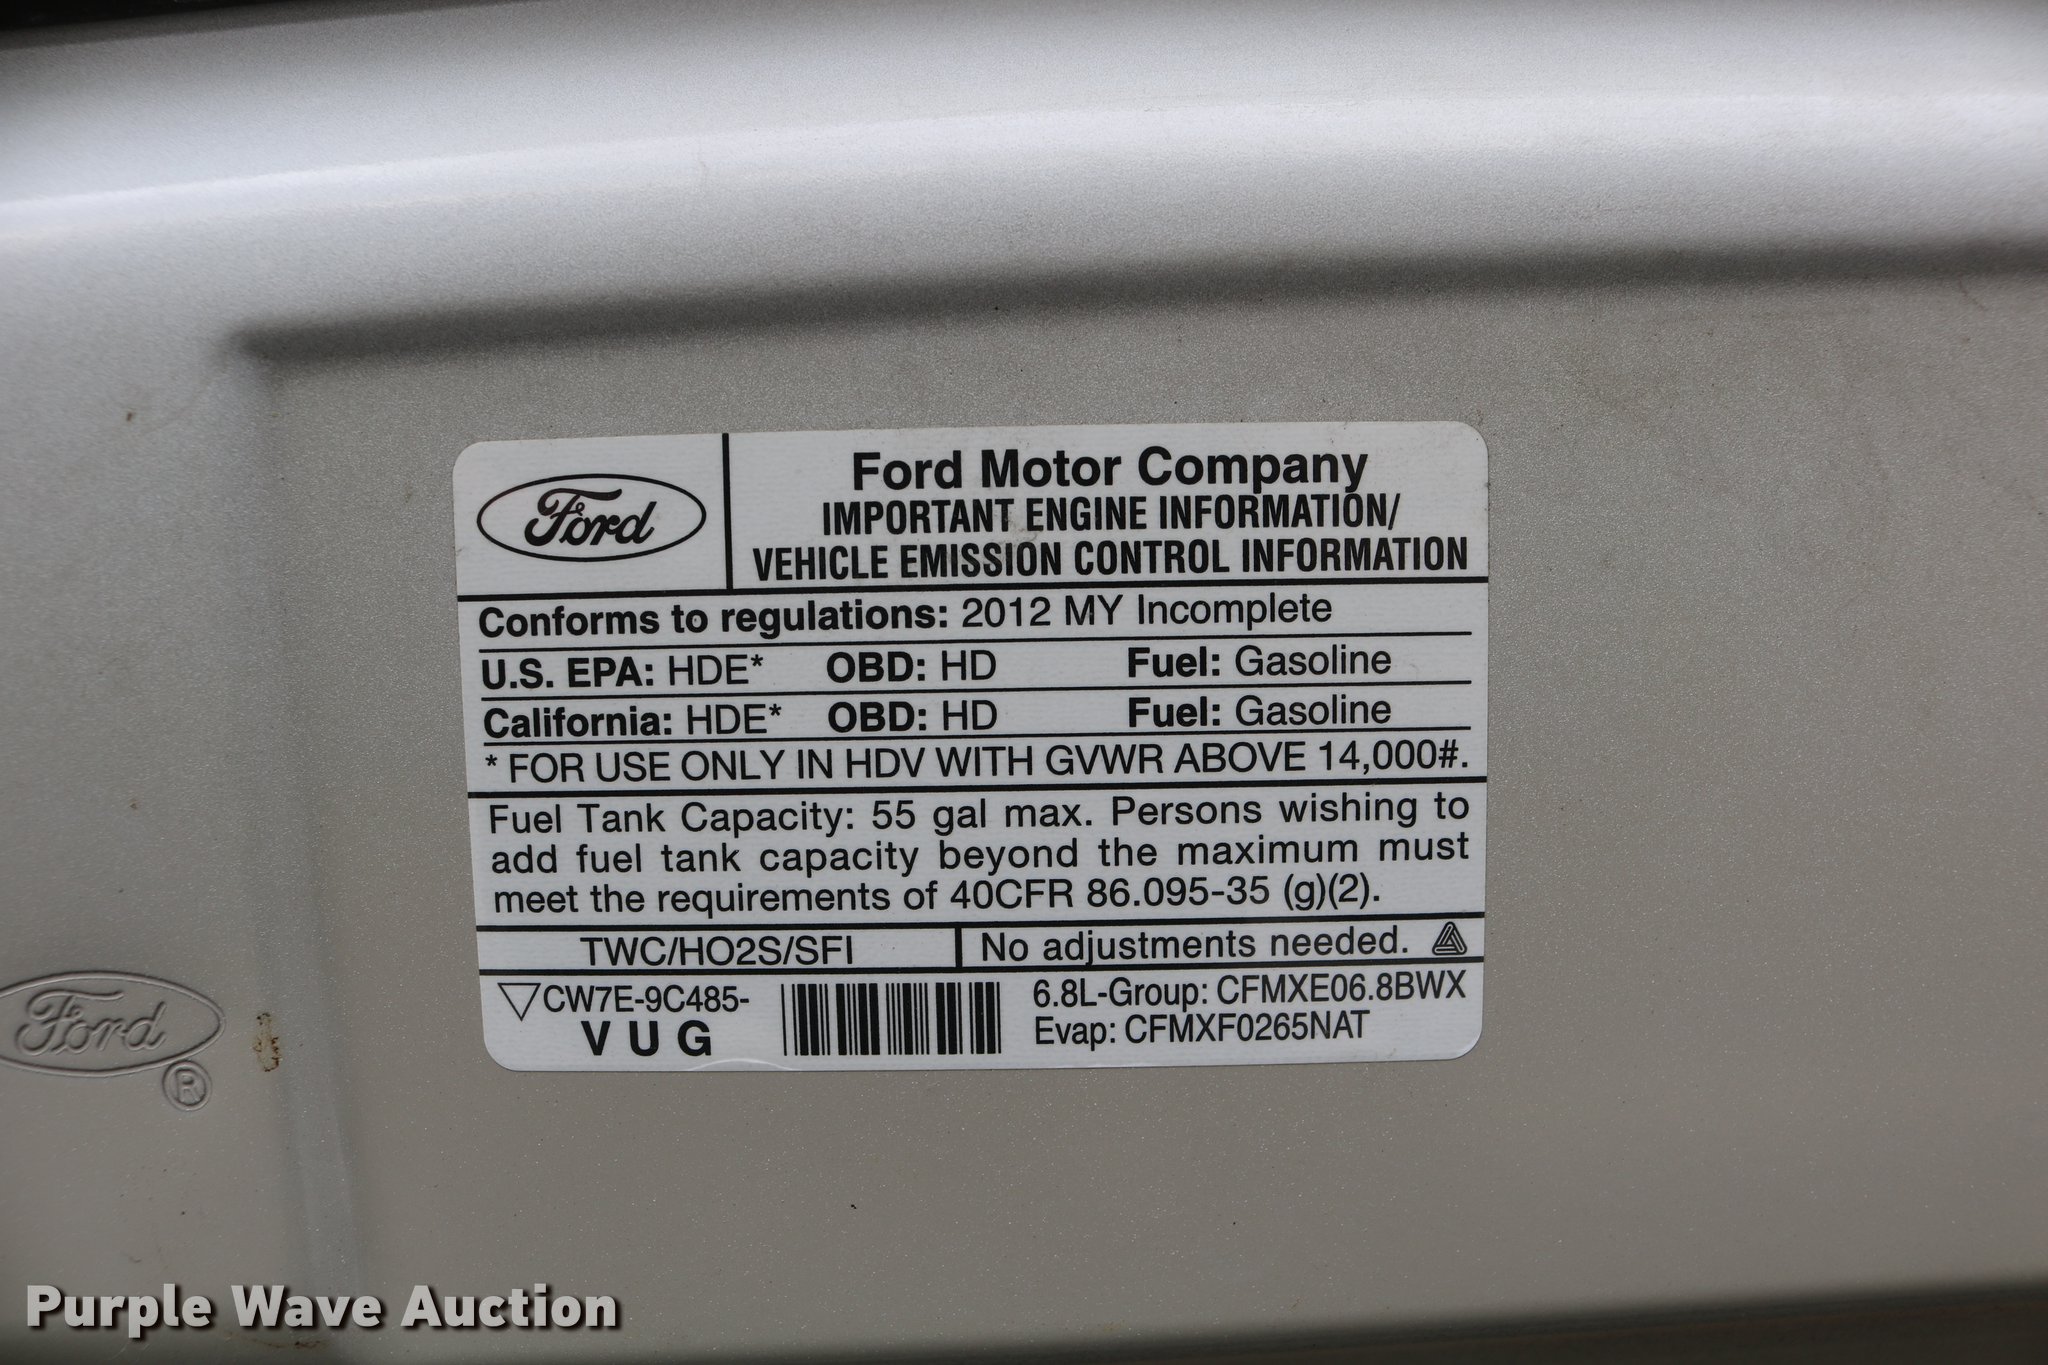 Ford
Ford Motor Company
IMPORTANT ENGINE INFORMATION/
VEHICLE EMISSION CONTROL INFORMATION
Conforms to regulations: 2012 MY Incomplete
U.S. EPA: HDE* OBD: HD Fuel: Gasoline
California: HDE* OBD: HD Fuel: Gasoline
* FOR USE ONLY IN HDV WITH GVWR ABOVE 14,000#.
Fuel Tank Capacity: 55 gal max. Persons wishing to
add fuel tank capacity beyond the maximum must
meet the requirements of 40CFR 86.095-35 (g)(2).
TWC/HO2S/SFI No adjustments needed.
CW7E-9C485- 6.8L-Group: CFMXE06.8BWX
VUG Evap: CFMXF0265NAT
Ford
®
Purple Wave Auction